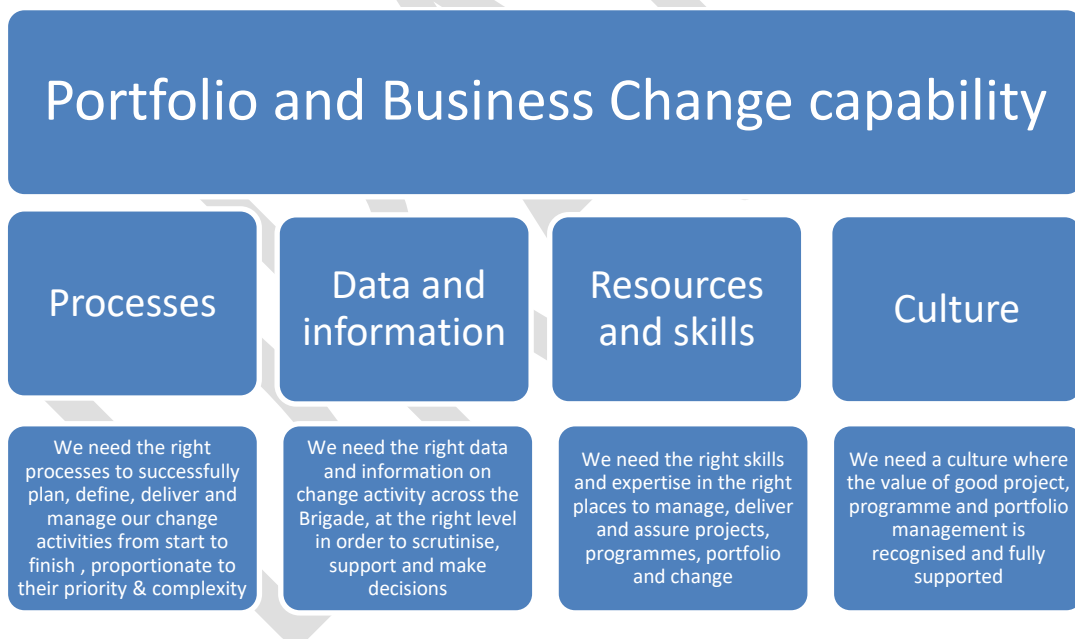 Portfolio and Business Change capability
Processes
Data and
information
Resources
and skills
Culture
We need the right
processes to successfully
plan, define, deliver and
manage our change
activities from start to
finish , proportionate to
their priority & complexity
We need the right data
and information on
change activity across the
Brigade, at the right level
in order to scrutinise,
support and make
decisions
We need the right skills
and expertise in the right
places to manage, deliver
and assure projects,
programmes, portfolio
and change
We need a culture where
the value of good project,
programme and portfolio
management is
recognised and fully
supported